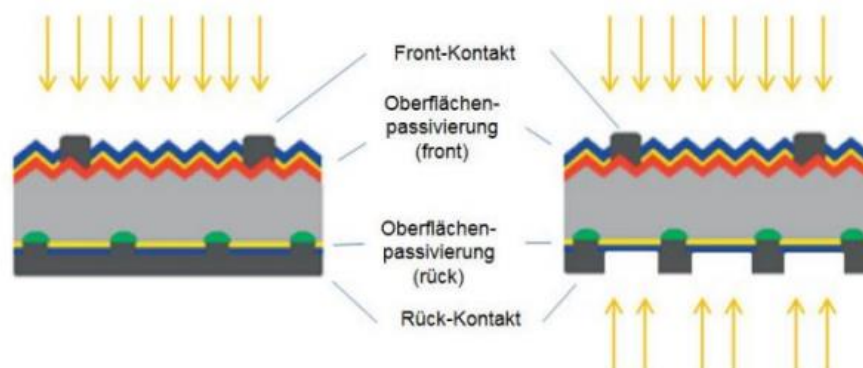 Front-Kontakt
Oberflächen-
passivierung
(front)
Oberflächen-
passivierung
(rück)
Rück-Kontakt